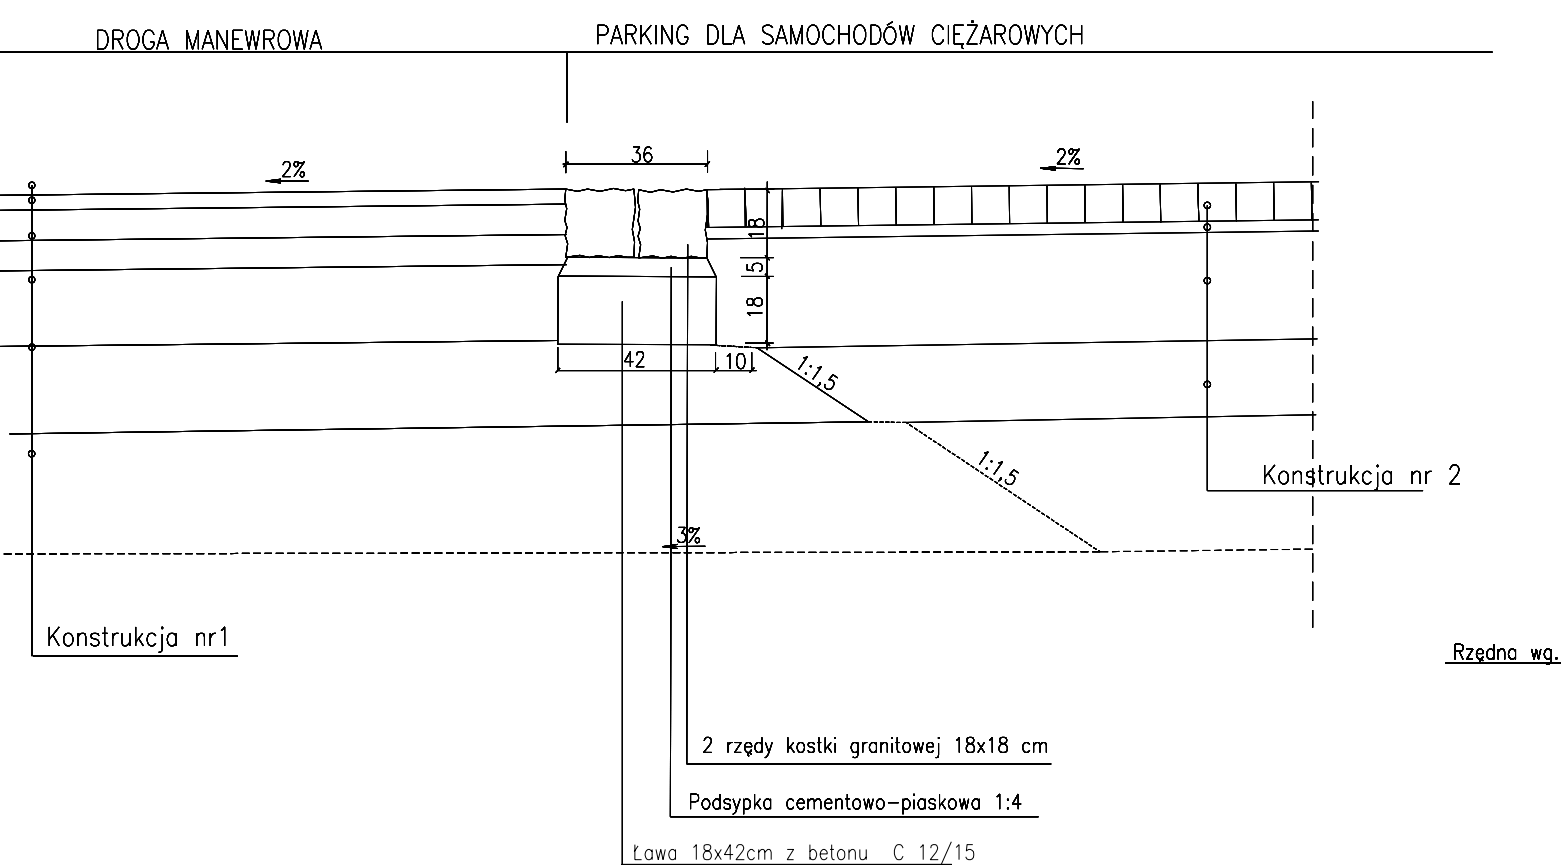 DROGA MANEWROWA
PARKING DLA SAMOCHODÓW CIĘŻAROWYCH
36
2%
2%
18
5
18
42
10
1:1,5
1:1,5
Konstrukcja nr 2
3%
Konstrukcja nr1
Rzędna wg.
2 rzędy kostki granitowej 18x18 cm
Podsypka cementowo-piaskowa 1:4
Ława 18x42cm z betonu C 12/15